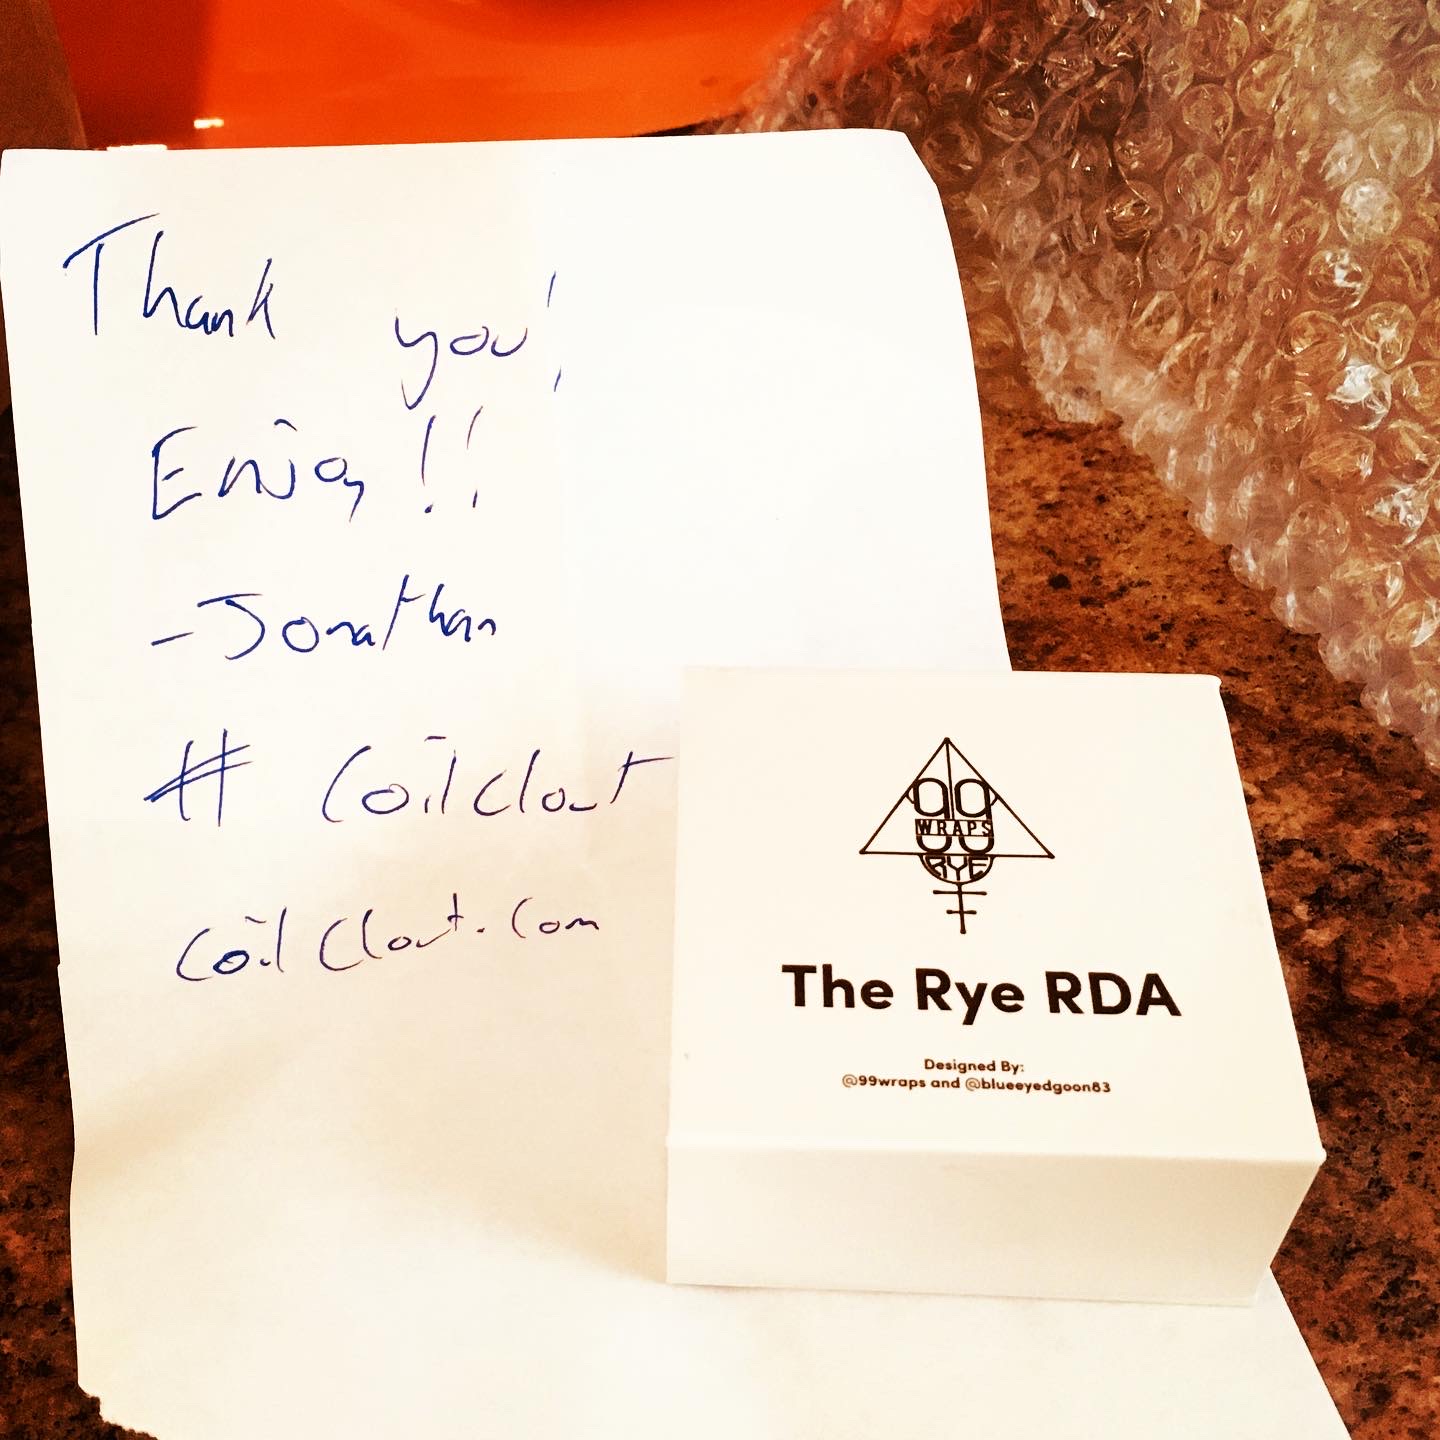 Thank you!
Enjoy!!
-Jonathan
# Coilclout
CoilClout.Com
99
WRAPS
RYE
The Rye RDA
Designed By:
@99wraps and @blueeyedgoon83